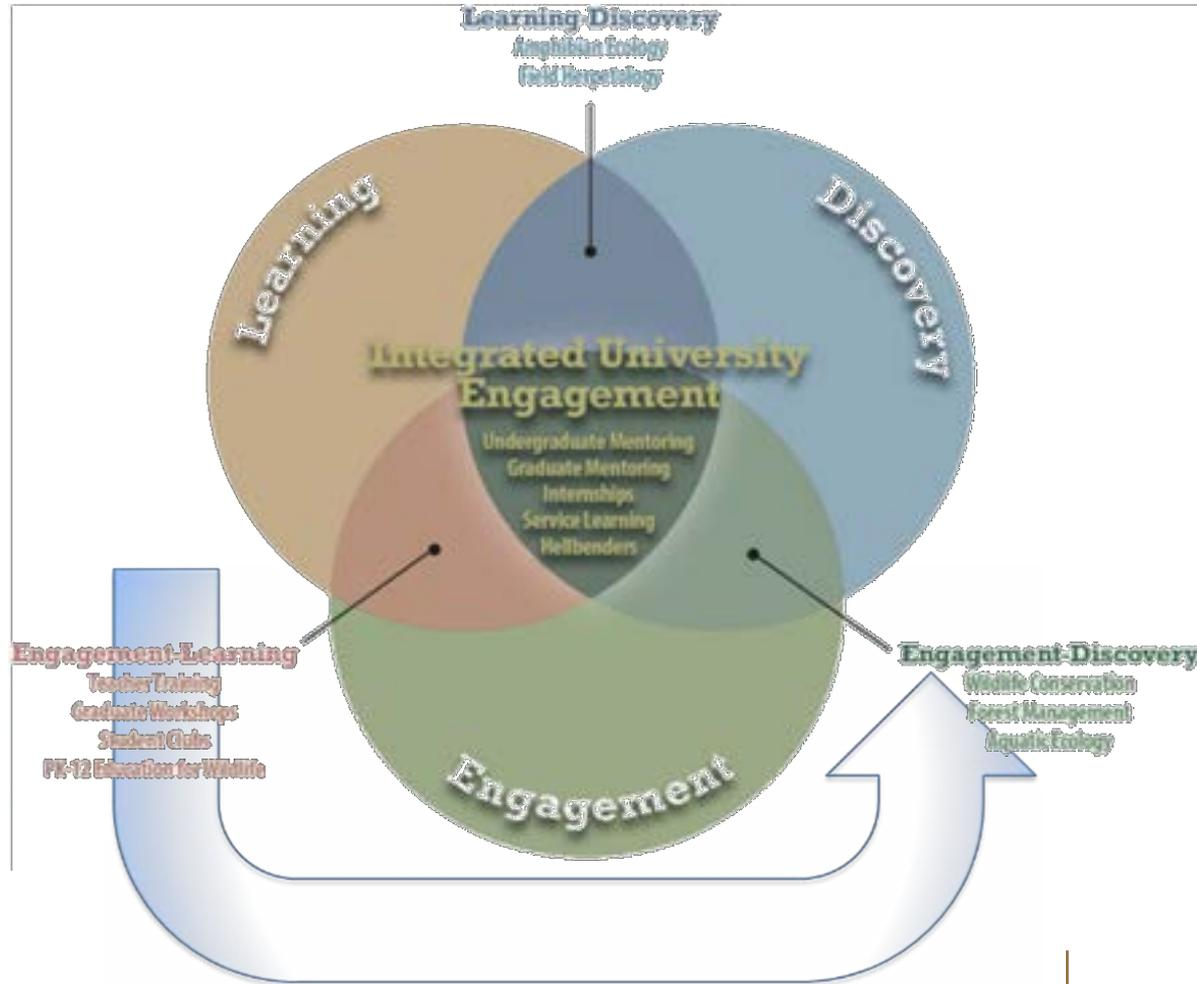 Learning-Discovery
Amphibian Ecology
Field Herpetology
Learning
Discovery
Integrated University
Engagement
Undergraduate Mentoring
Graduate Mentoring
Internships
Service Learning
Hellbenders
Engagement-Learning
Teacher Training
Graduate Workshops
Student Clubs
PK-12 Education for Wildlife
Engagement-Discovery
Wildlife Conservation
Forest Management
Aquatic Ecology
Engagement